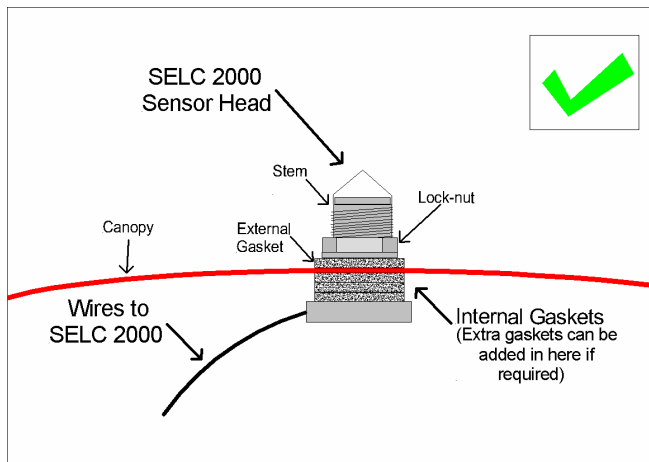 SELC 2000
Sensor Head
Stem
Lock-nut
External
Gasket
Canopy
Wires to
SELC 2000
Internal Gaskets
(Extra gaskets can be
added in here if
required)